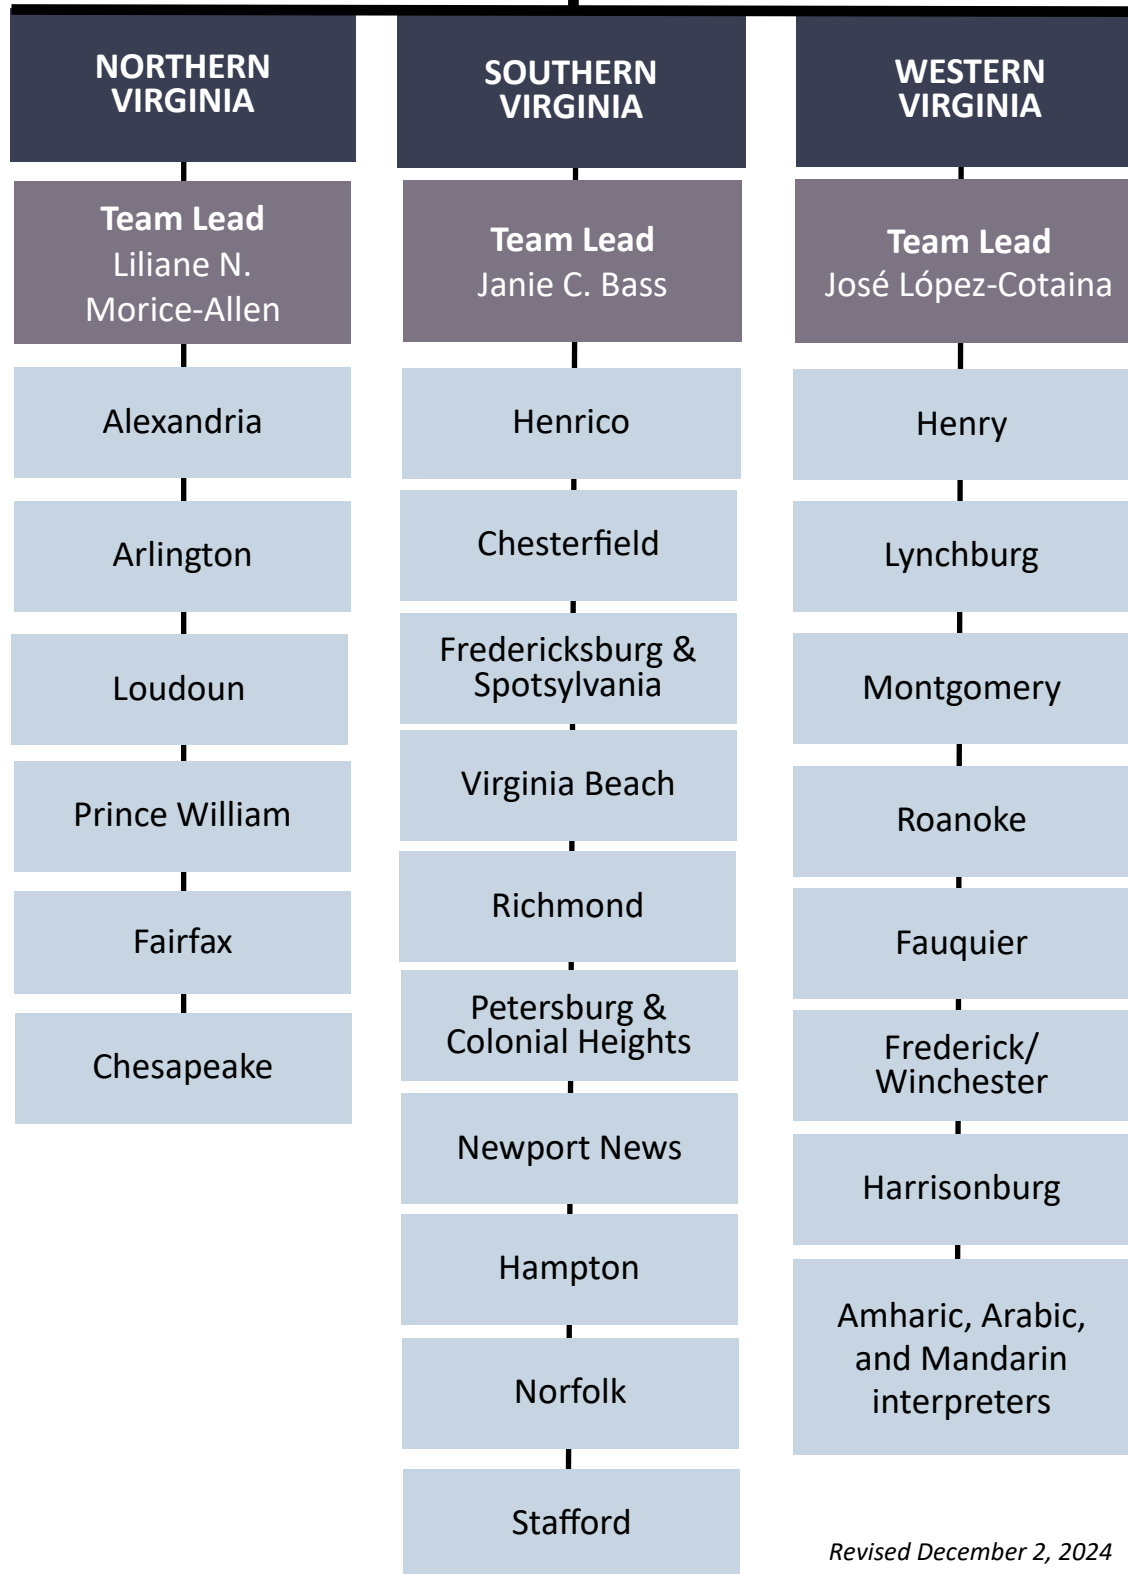 NORTHERN
VIRGINIA
Team Lead
Liliane N.
Morice-Allen
Alexandria
Arlington
Loudoun
Prince William
Fairfax
Chesapeake
SOUTHERN
VIRGINIA
Team Lead
Janie C. Bass
Henrico
Chesterfield
Fredericksburg &
Spotsylvania
Virginia Beach
Richmond
Petersburg &
Colonial Heights
Newport News
Hampton
Norfolk
Stafford
WESTERN
VIRGINIA
Team Lead
José López-Cotaina
Henry
Lynchburg
Montgomery
Roanoke
Fauquier
Frederick/
Winchester
Harrisonburg
Amharic, Arabic,
and Mandarin
interpreters
Revised December 2, 2024